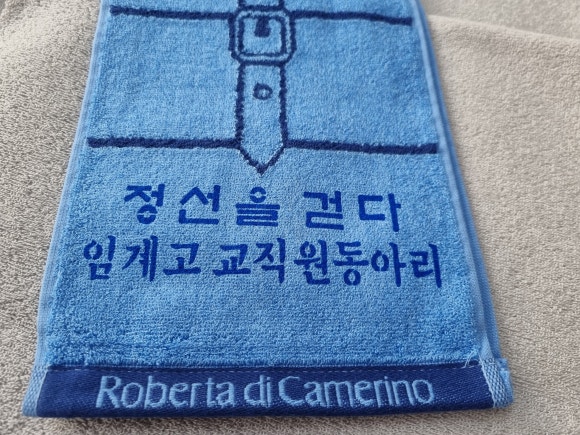 정선을 걷다
임계고 교직원동아리
Roberta di Camerino